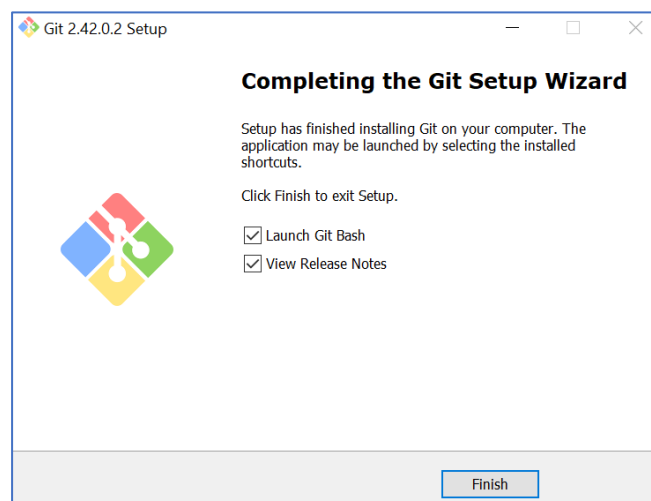 Git 2.42.0.2 Setup
Completing the Git Setup Wizard
Setup has finished installing Git on your computer. The
application may be launched by selecting the installed
shortcuts.
Click Finish to exit Setup.
Launch Git Bash
View Release Notes
Finish